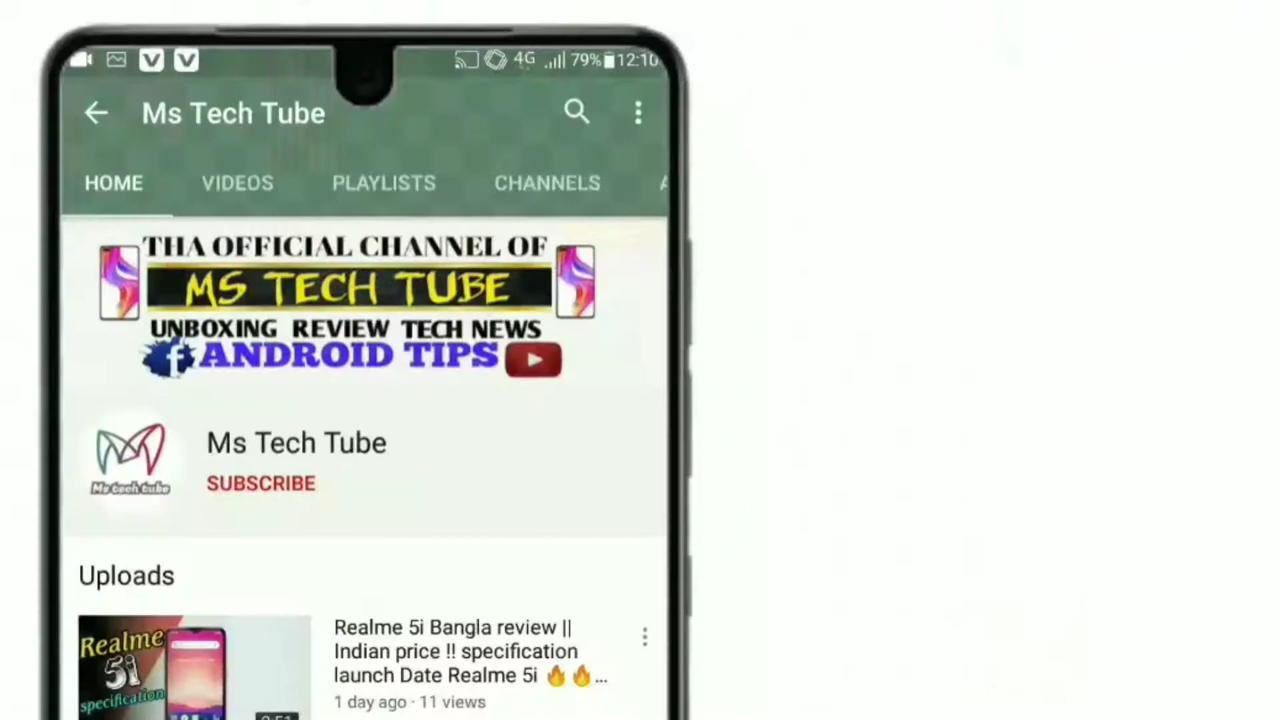 4G 79% 12:10
Ms Tech Tube
HOME VIDEOS PLAYLISTS CHANNELS
THA OFFICIAL CHANNEL OF
MS TECH TUBE
UNBOXING REVIEW TECH NEWS
ANDROID TIPS
Ms Tech Tube
Ms tech tube
SUBSCRIBE
Uploads
Realme
5i
specification
Realme 5i Bangla review ||
Indian price !! specification
launch Date Realme 5i 🔥🔥...
1 day ago · 11 views